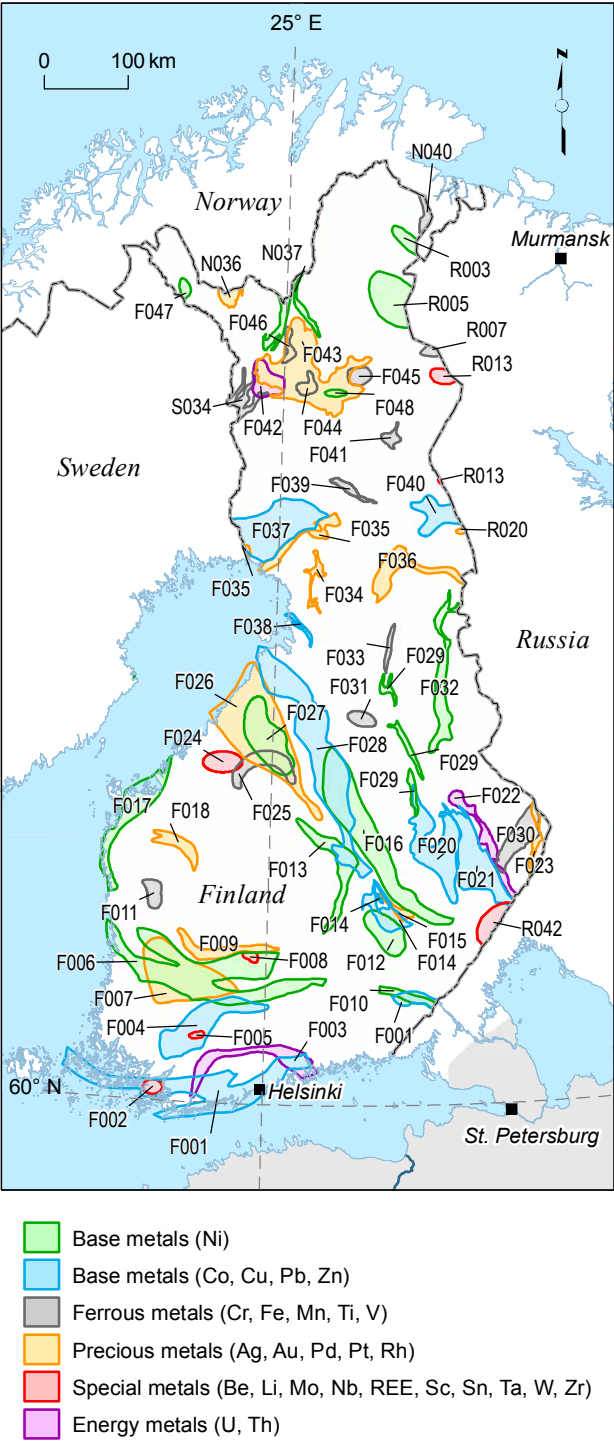 25° E
0 100 km
z
N040
Norway
Murmansk
N037
R003
N036
R005
F047
F046
R007
F043
R013
F045
S034
F042
F044
F048
F041
Sweden
R013
F039
F040
F037
F035
R020
F036
F035
F034
F038
Russia
F033
F029
F026
F031
F032
F027
F024
F028
F029
F029
F022
F017
F018
F025
F030
F016
F020
F013
F023
F021
Finland
F011
F014
F015
R042
F009
F014
F006
F008
F012
F007
F010
F004
F003
F005
F001
60° N
Helsinki
F002
F001
St. Petersburg
Base metals (Ni)
Base metals (Co, Cu, Pb, Zn)
Ferrous metals (Cr, Fe, Mn, Ti, V)
Precious metals (Ag, Au, Pd, Pt, Rh)
Special metals (Be, Li, Mo, Nb, REE, Sc, Sn, Ta, W, Zr)
Energy metals (U, Th)